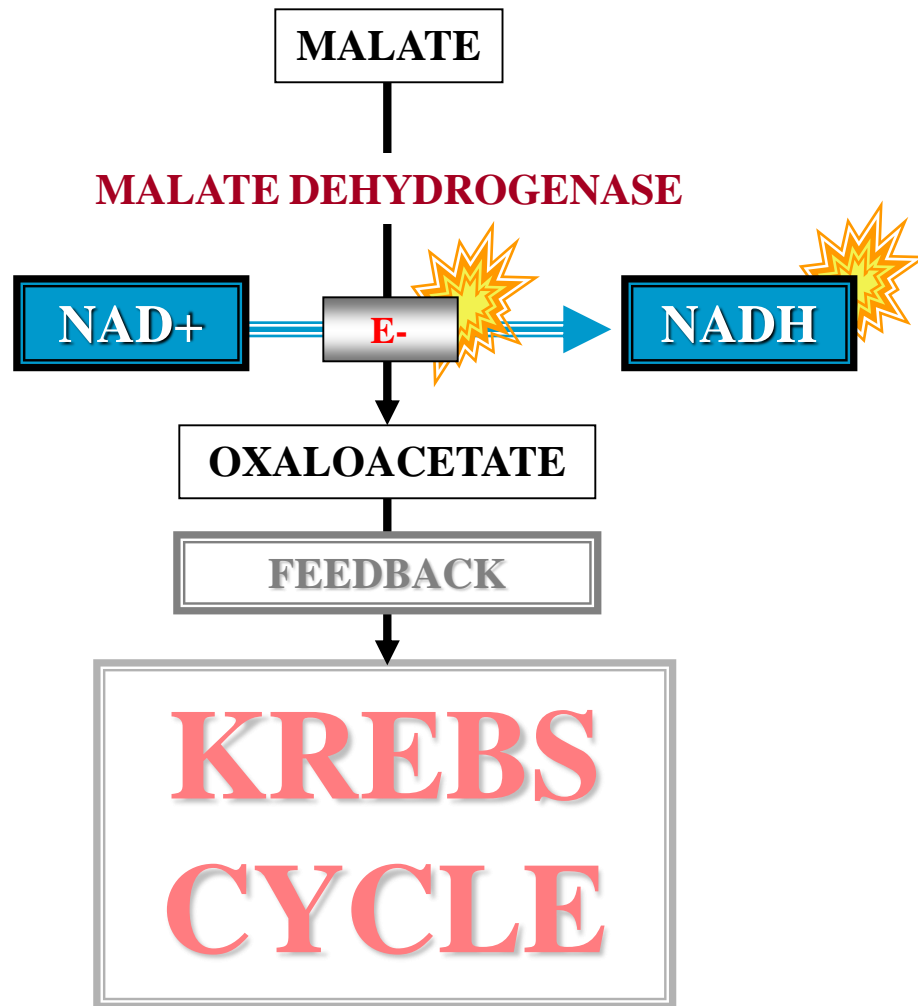 MALATE
MALATE DEHYDROGENASE
NAD+
E-
NADH
OXALOACETATE
FEEDBACK
KREBS
CYCLE